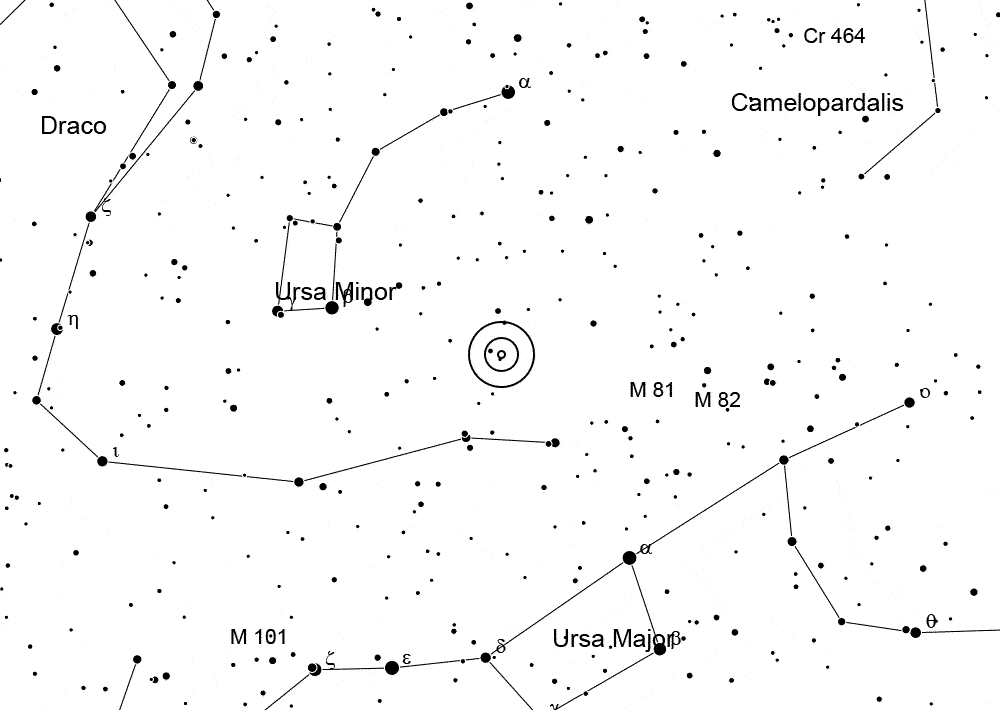 Cr 464
α
Camelopardalis
Draco
ζ
Ursa Minor
γ
β
η
M 81
M 82
ο
ι
α
θ
M 101
Ursa Major
β
δ
ε
ζ
γ